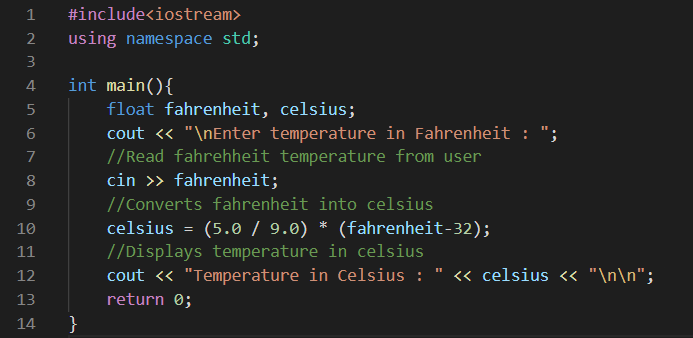 1 #include<iostream>
2 using namespace std;
3
4 int main(){
5 float fahrenheit, celsius;
6 cout << "\nEnter temperature in Fahrenheit : ";
7 //Read fahrehheit temperature from user
8 cin >> fahrenheit;
9 //Converts fahrenheit into celsius
10 celsius = (5.0 / 9.0) * (fahrenheit-32);
11 //Displays temperature in celsius
12 cout << "Temperature in Celsius : " << celsius << "\n\n";
13 return 0;
14 }